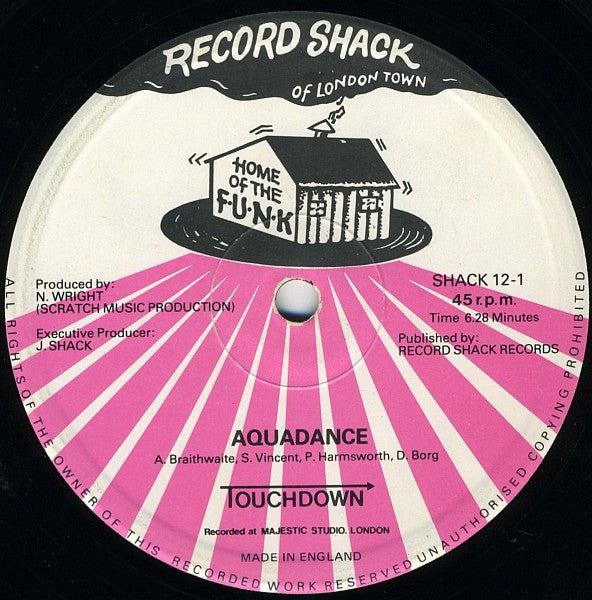 RECORD SHACK
OF LONDON TOWN
HOME
OF THE
F·U·N·K
Produced by:
N. WRIGHT
(SCRATCH MUSIC PRODUCTION)
Executive Producer:
J. SHACK
SHACK 12-1
45 r.p.m.
Time 6.28 Minutes
Published by:
RECORD SHACK RECORDS
AQUADANCE
A. Braithwaite, S. Vincent, P. Harmsworth, D. Borg
TOUCHDOWN
Recorded at MAJESTIC STUDIO. LONDON
MADE IN ENGLAND
ALL RIGHTS OF THE OWNER OF THIS RECORDED WORK RESERVED UNAUTHORISED COPYING PROHIBITED